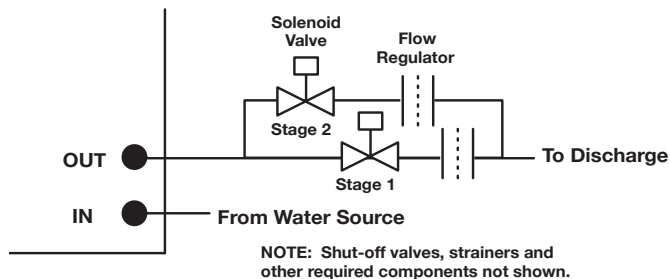 Solenoid
Valve
Flow
Regulator
Stage 2
OUT
To Discharge
Stage 1
IN
From Water Source
NOTE: Shut-off valves, strainers and
other required components not shown.